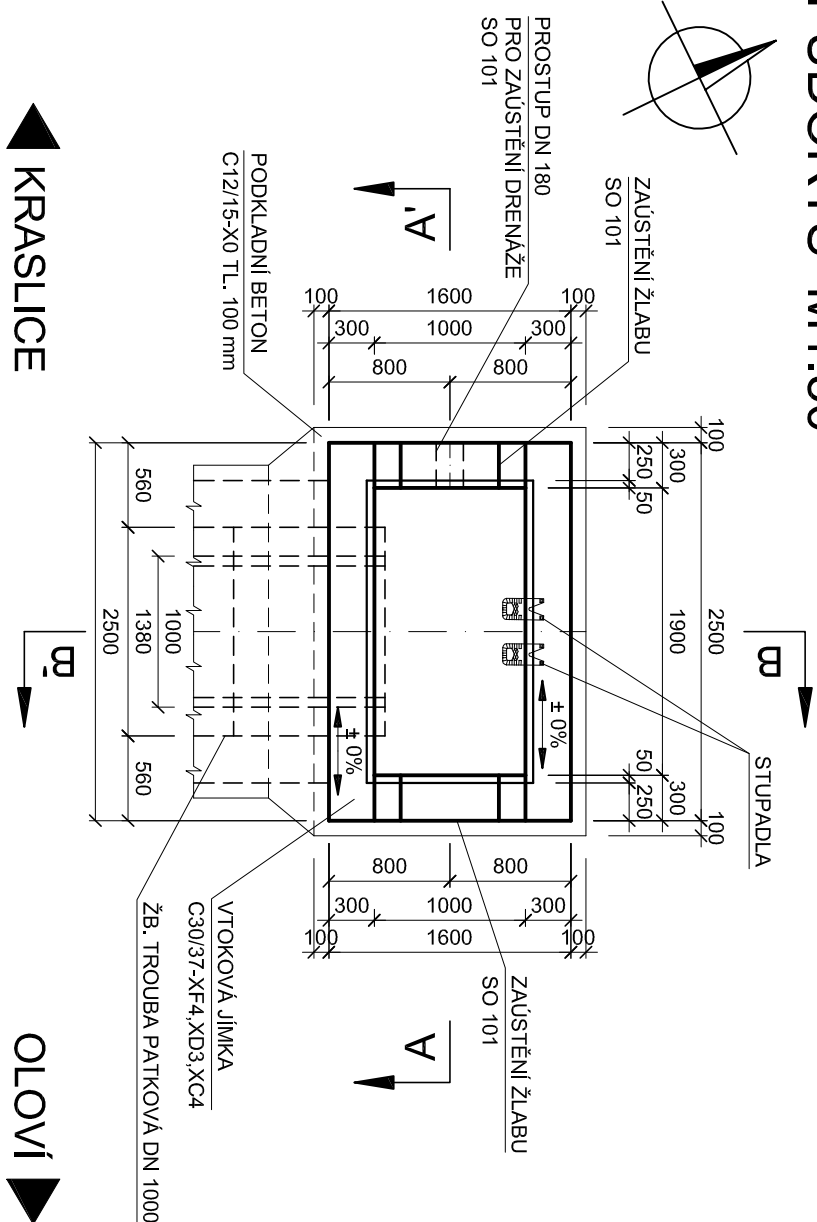 M1:50
STUPADLA
B
100
2500
100
300
1900
300
250
50
50
250
ZAÚSTĚNÍ ŽLABU
SO 101
PROSTUP DN 180
PRO ZAÚSTĚNÍ DRENÁŽE
SO 101
ZAÚSTĚNÍ ŽLABU
SO 101
100
1600
100
300
1000
300
800
800
± 0%
± 0%
800
800
300
1000
300
100
1600
100
A'
A
PODKLADNÍ BETON
C12/15-X0 TL. 100 mm
VTOKOVÁ JÍMKA
C30/37-XF4,XD3,XC4
ŽB. TROUBA PATKOVÁ DN 1000
1000
560
1380
560
2500
B'
KRASLICE
OLOVÍ